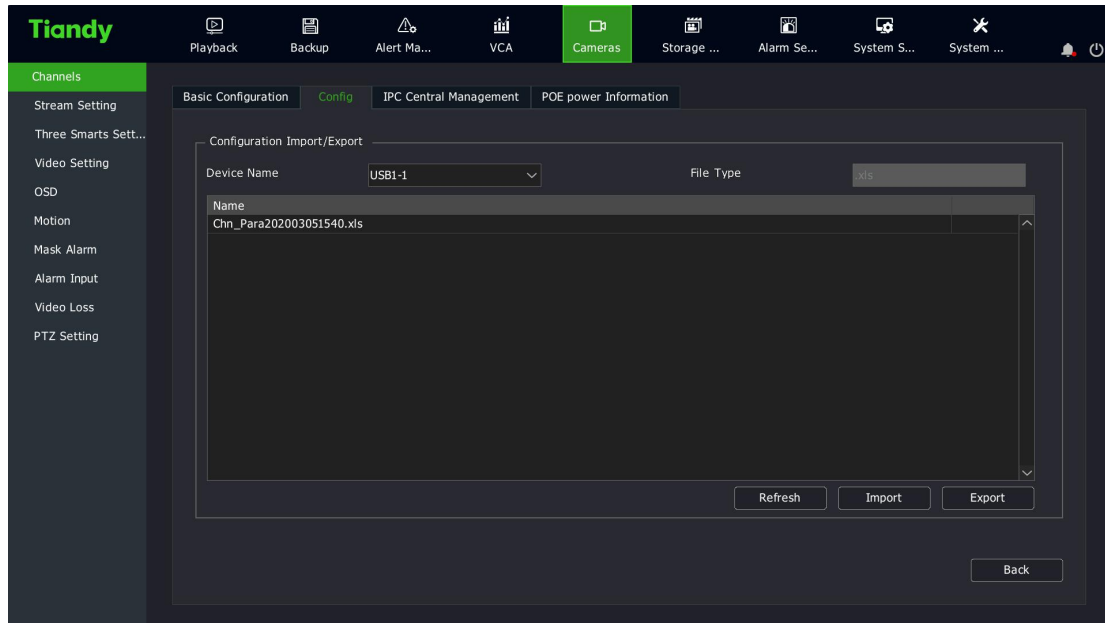 Tiandy
Playback
Backup
Alert Ma...
VCA
Cameras
Storage ...
Alarm Se...
System S...
System ...
Channels
Stream Setting
Three Smarts Sett...
Video Setting
OSD
Motion
Mask Alarm
Alarm Input
Video Loss
PTZ Setting
Basic Configuration
Config
IPC Central Management
POE power Information
Configuration Import/Export
Device Name
USB1-1
File Type
.xls
Name
Chn_Para202003051540.xls
Refresh
Import
Export
Back